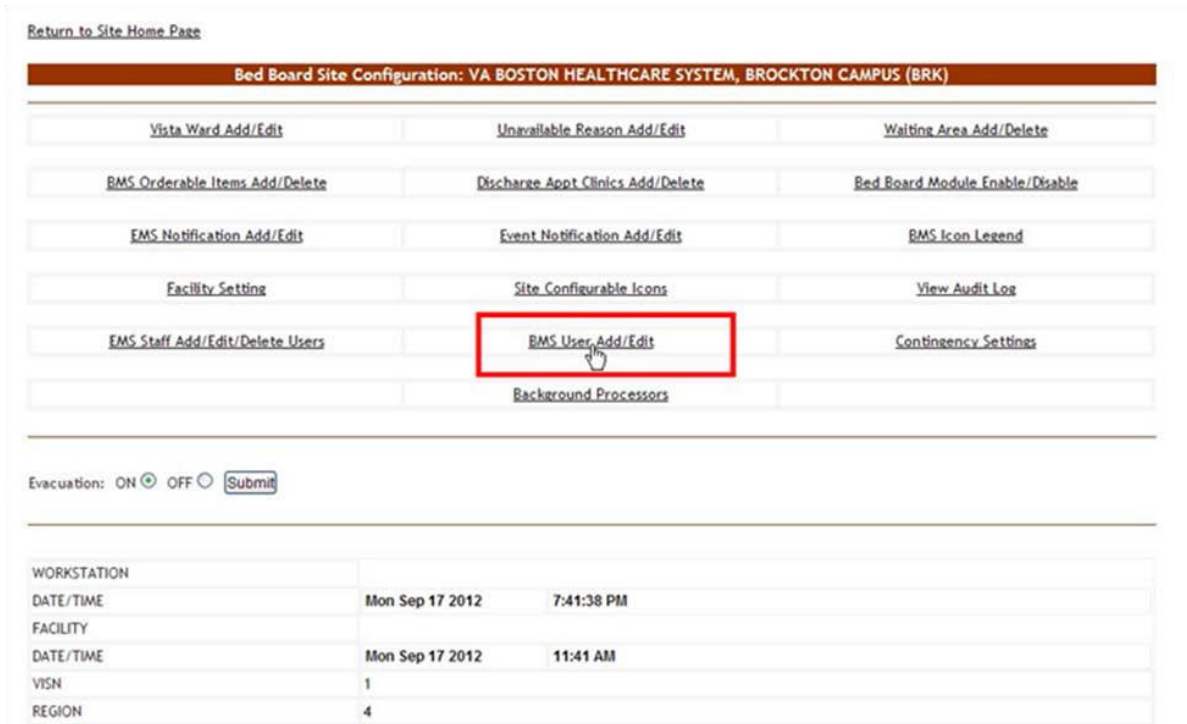 Return to Site Home Page
Bed Board Site Configuration: VA BOSTON HEALTHCARE SYSTEM, BROCKTON CAMPUS (BRK)
Vista Ward Add/Edit Unavailable Reason Add/Edit Waiting Area Add/Delete
BMS Orderable Items Add/Delete Discharge Appt Clinics Add/Delete Bed Board Module Enable/Disable
EMS Notification Add/Edit Event Notification Add/Edit BMS Icon Legend
Facility Setting Site Configurable Icons View Audit Log
EMS Staff Add/Edit/Delete Users BMS User Add/Edit Contingency Settings
Background Processors
Evacuation: ON OFF Submit
WORKSTATION
DATE/TIME Mon Sep 17 2012 7:41:38 PM
FACILITY
DATE/TIME Mon Sep 17 2012 11:41 AM
VISN 1
REGION 4